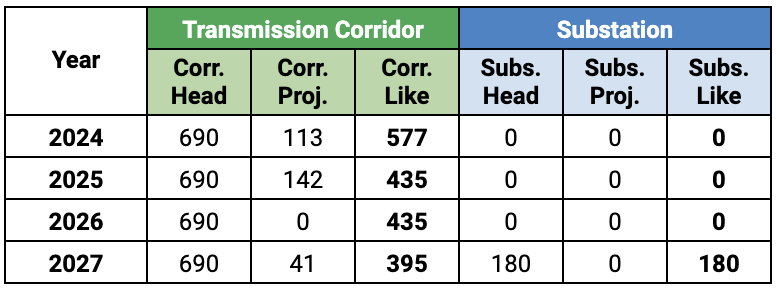 Year Transmission Corridor Substation
Corr. Head Corr. Proj. Corr. Like Subs. Head Subs. Proj. Subs. Like
2024 690 113 577 0 0 0
2025 690 142 435 0 0 0
2026 690 0 435 0 0 0
2027 690 41 395 180 0 180